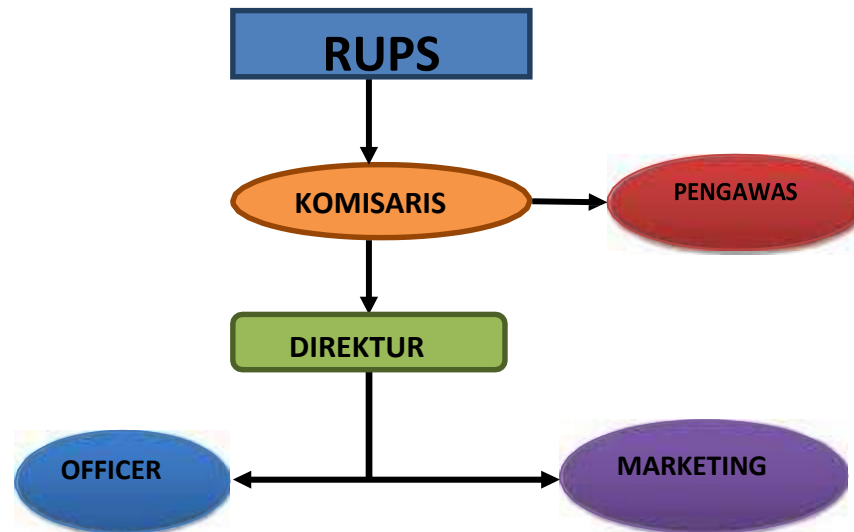 RUPS
KOMISARIS
PENGAWAS
DIREKTUR
OFFICER
MARKETING